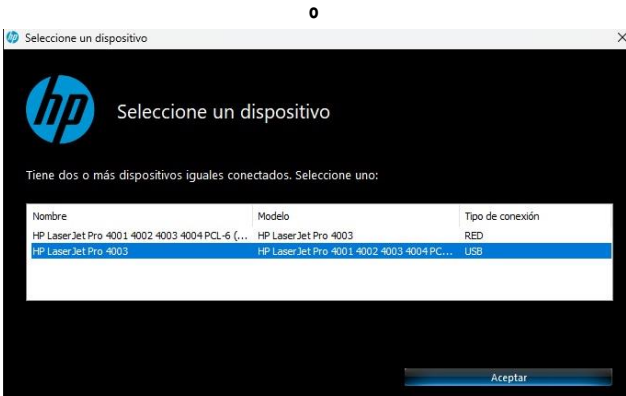 0
Seleccione un dispositivo
hp
Seleccione un dispositivo
Tiene dos o más dispositivos iguales conectados. Seleccione uno:
Nombre Modelo Tipo de conexión
HP LaserJet Pro 4001 4002 4003 4004 PCL-6 (... HP LaserJet Pro 4003 RED
HP LaserJet Pro 4003 HP LaserJet Pro 4001 4002 4003 4004 PC... USB
Aceptar